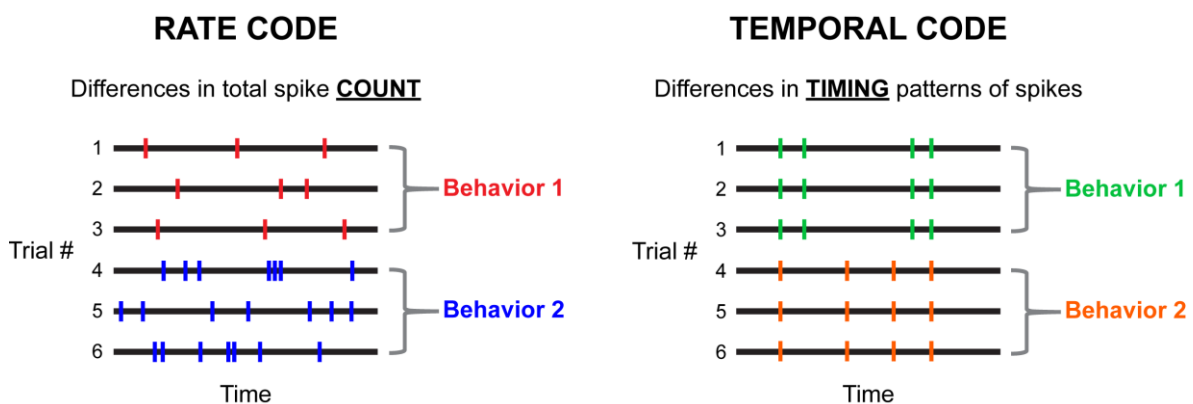 RATE CODE
Differences in total spike COUNT
1
2
3
Trial #
4
5
6
Behavior 1
Behavior 2
Time
TEMPORAL CODE
Differences in TIMING patterns of spikes
1
2
3
Trial #
4
5
6
Behavior 1
Behavior 2
Time